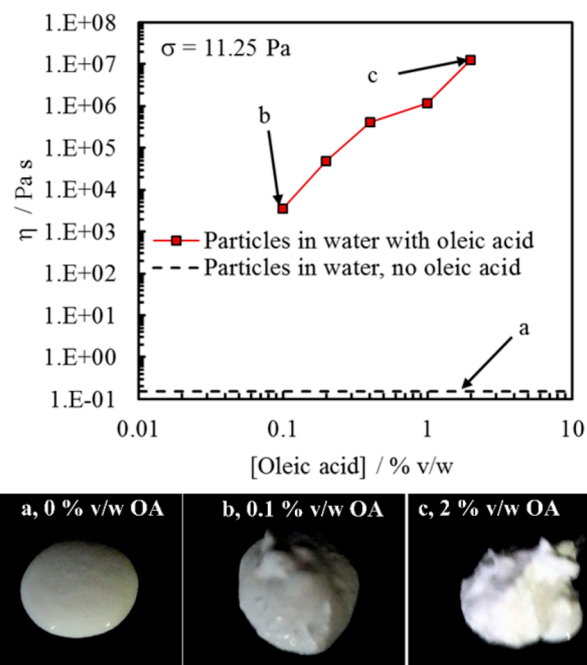 1.E+08
σ = 11.25 Pa
1.E+07
c
1.E+06
b
1.E+05
1.E+04
η / Pa s
1.E+03
Particles in water with oleic acid
1.E+02
Particles in water, no oleic acid
1.E+01
a
1.E+00
1.E-01
0.01 0.1 1 10
[Oleic acid] / % v/w
a, 0 % v/w OA b, 0.1 % v/w OA c, 2 % v/w OA